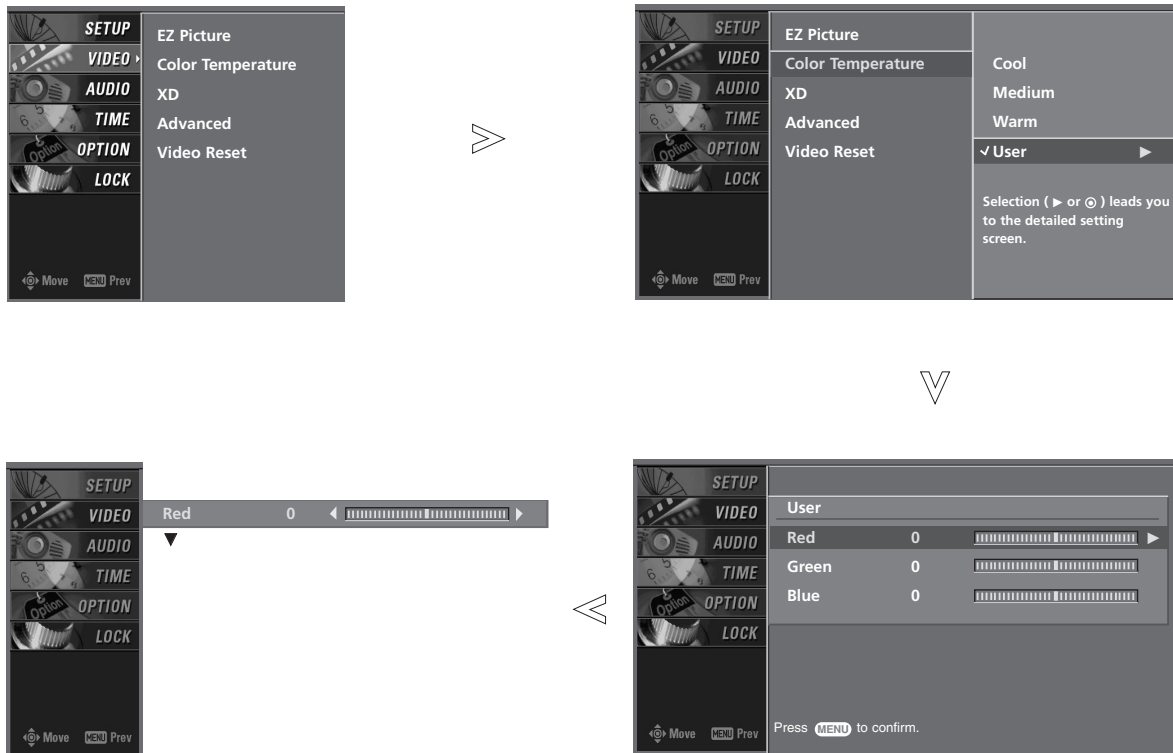 SETUP
VIDEO
AUDIO
TIME
OPTION
LOCK
Move MENU Prev
EZ Picture
Color Temperature
XD
Advanced
Video Reset
SETUP
VIDEO
AUDIO
TIME
OPTION
LOCK
Move MENU Prev
EZ Picture
Color Temperature
XD
Advanced
Video Reset
Cool
Medium
Warm
✓ User ▶
Selection ( ▶ or ◉ ) leads you
to the detailed setting
screen.
SETUP
VIDEO
AUDIO
TIME
OPTION
LOCK
Move MENU Prev
Red 0
SETUP
VIDEO
AUDIO
TIME
OPTION
LOCK
Move MENU Prev
User
Red 0
Green 0
Blue 0
Press MENU to confirm.